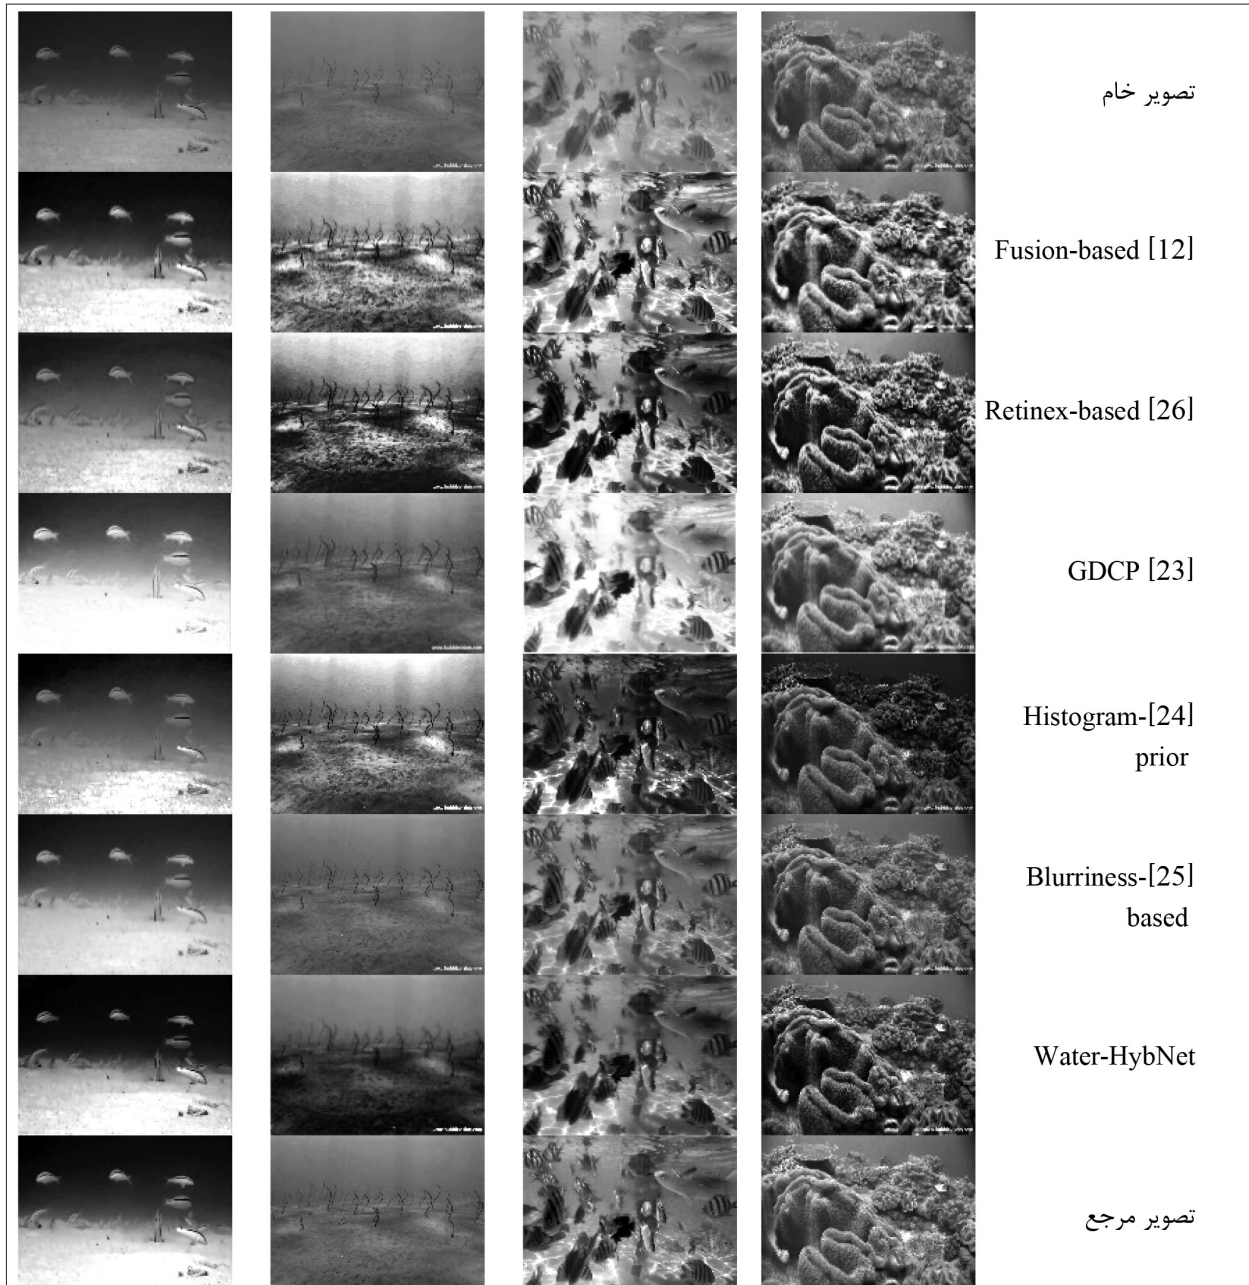 تصویر خام
Fusion-based [12]
Retinex-based [26]
GDCP [23]
Histogram-[24]
prior
Blurriness-[25]
based
Water-HybNet
تصویر مرجع